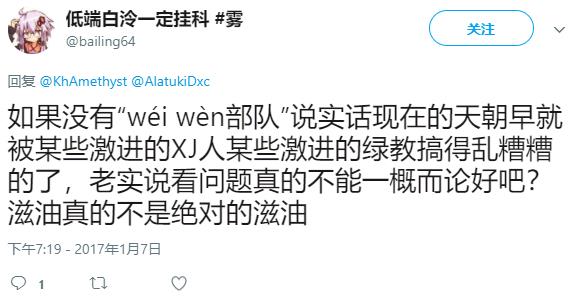 低端白泠一定挂科 #雾
@bailing64
关注
回复 @KhAmethyst @AlatukiDxc
如果没有“wéi wèn部队”说实话现在的天朝早就
被某些激进的XJ人某些激进的绿教搞得乱糟糟
的了，老实说看问题真的不能一概而论好吧？
滋油真的不是绝对的滋油
下午7:19 - 2017年1月7日
1